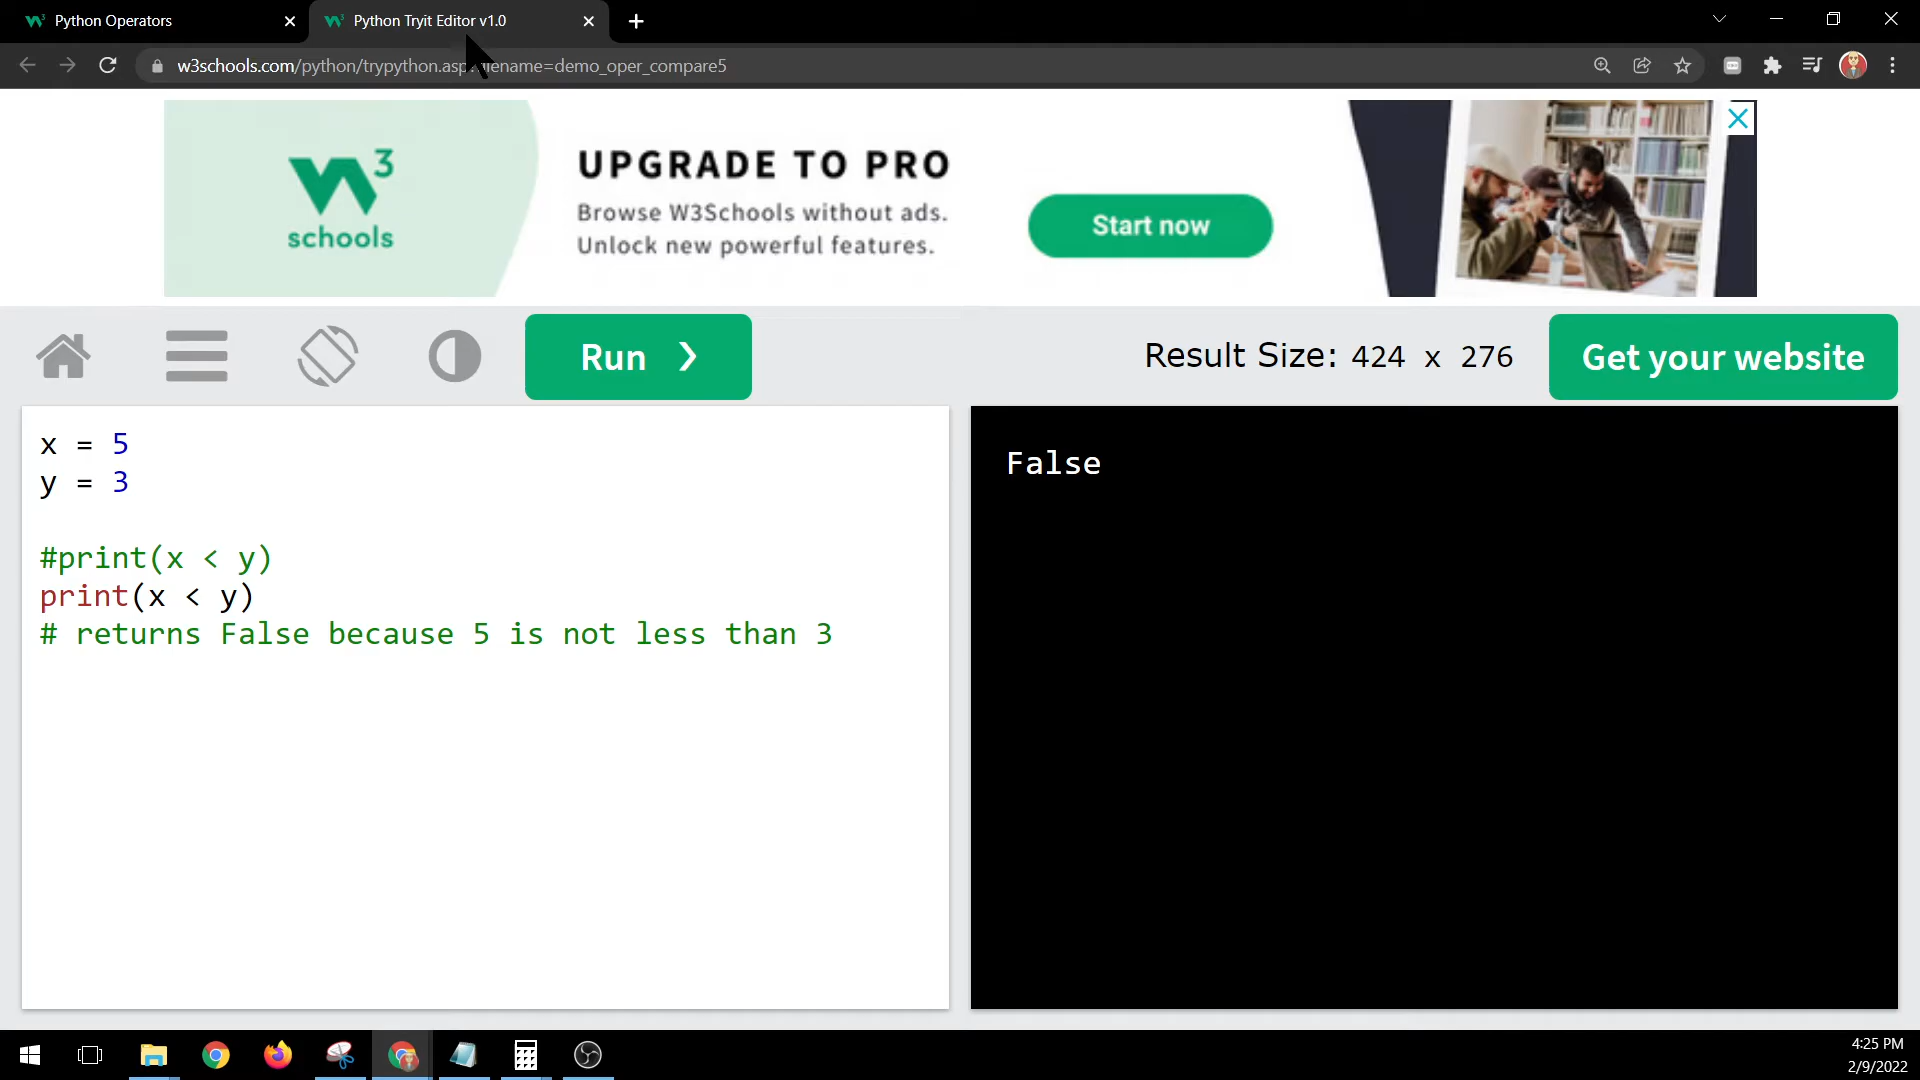 Python Operators
Python Tryit Editor v1.0
w3schools.com/python/trypython.asp
ename=demo_oper_compare5
3
schools
UPGRADE TO PRO
Browse W3Schools without ads.
Unlock new powerful features.
Start now
Run ❯
Result Size: 424 x 276
Get your website
x = 5
y = 3
#print(x < y)
print(x < y)
# returns False because 5 is not less than 3
False
4:25 PM
2/9/2022